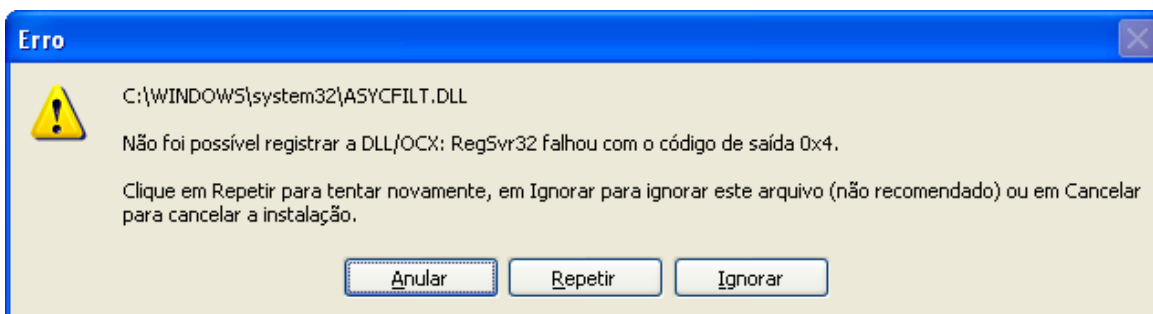 Erro
C:\WINDOWS\system32\ASYCFILT.DLL
Não foi possível registrar a DLL/OCX: RegSvr32 falhou com o código de saída 0x4.
Clique em Repetir para tentar novamente, em Ignorar para ignorar este arquivo (não recomendado) ou em Cancelar
para cancelar a instalação.
Anular Repetir Ignorar